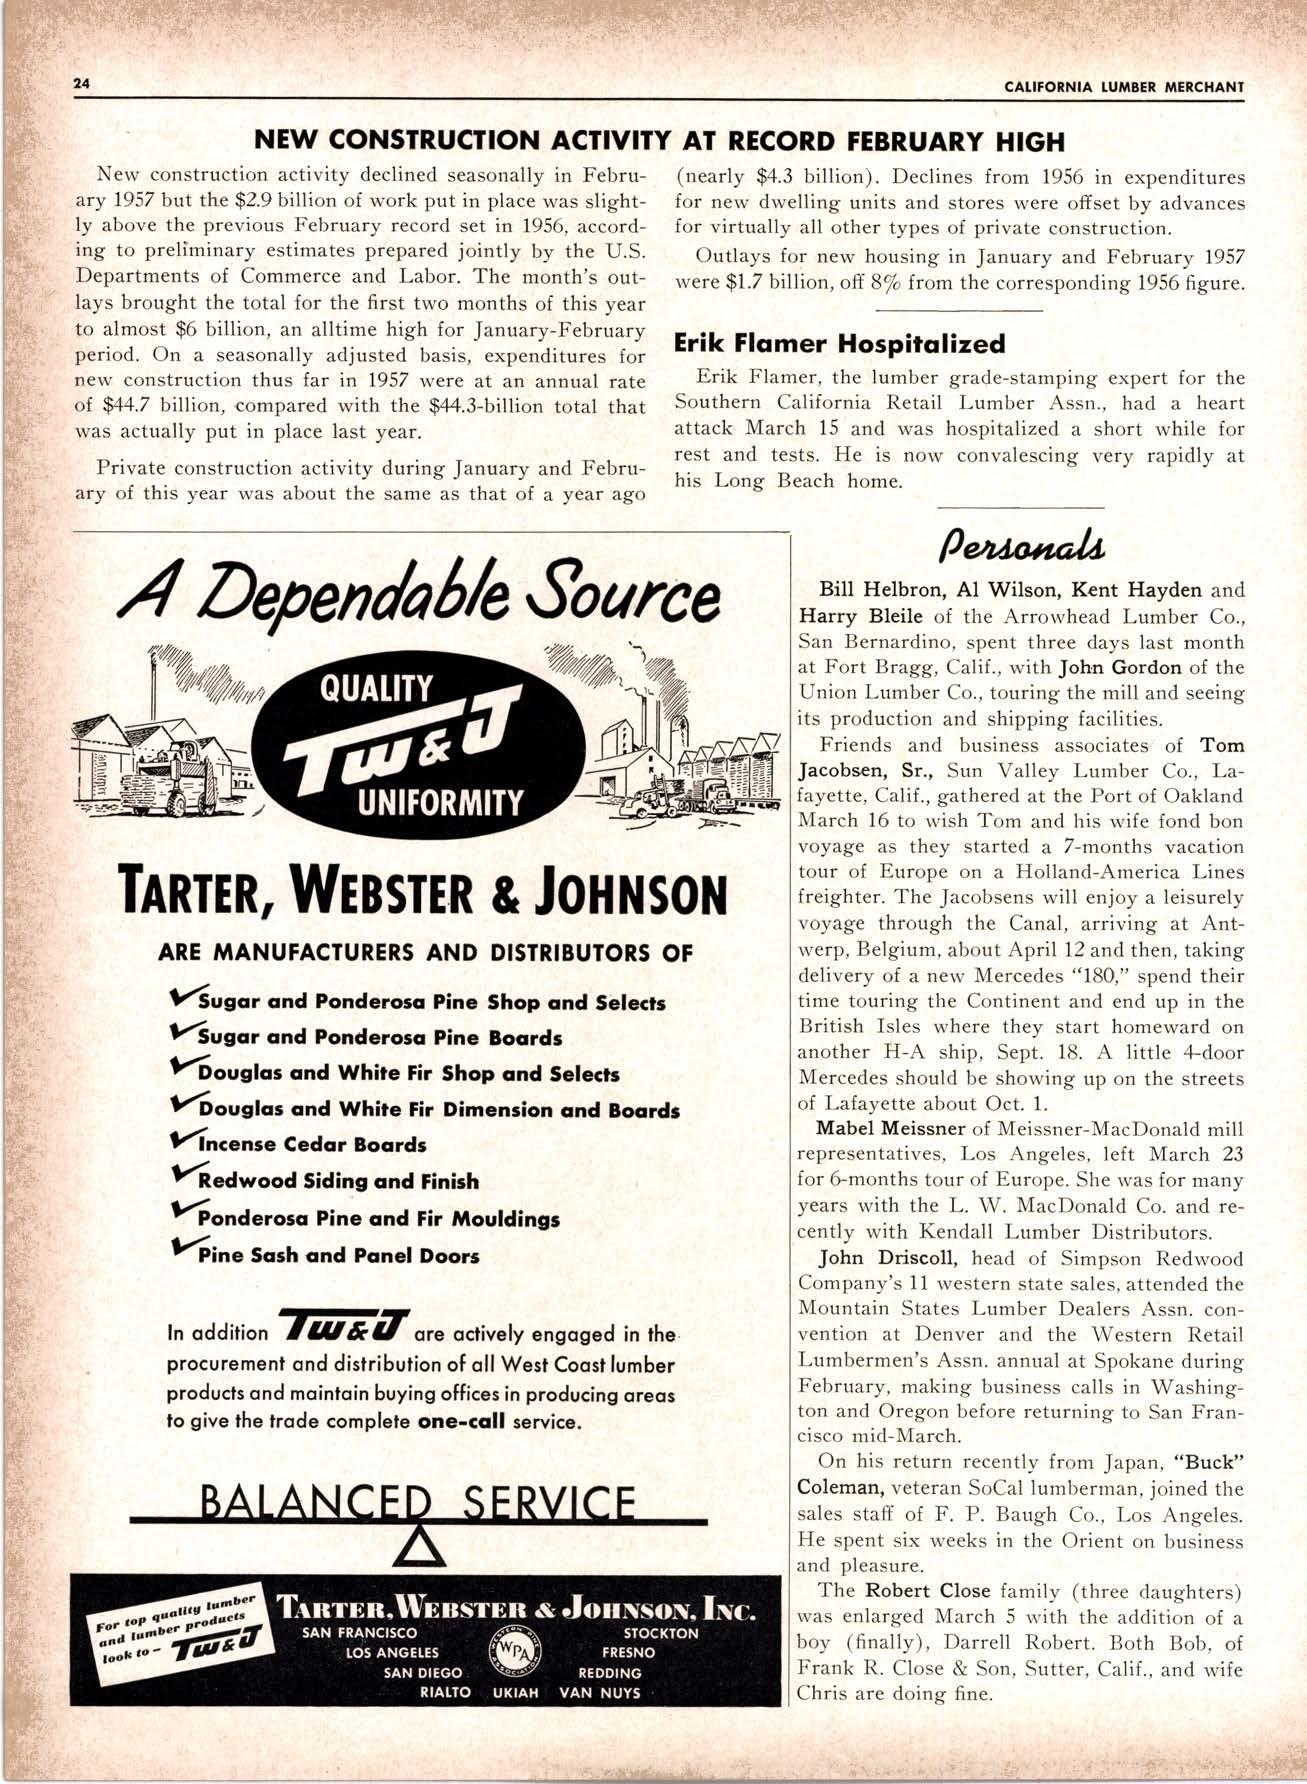 24
CALIFORNIA LUMBER MERCHANT
NEW CONSTRUCTION ACTIVITY AT RECORD FEBRUARY HIGH
New construction activity declined seasonally in Febru-
ary 1957 but the $2.9 billion of work put in place was slight-
ly above the previous February record set in 1956, accord-
ing to preliminary estimates prepared jointly by the U.S.
Departments of Commerce and Labor. The month's out-
lays brought the total for the first two months of this year
to almost $6 billion, an alltime high for January-February
period. On a seasonally adjusted basis, expenditures for
new construction thus far in 1957 were at an annual rate
of $44.7 billion, compared with the $44.3-billion total that
was actually put in place last year.
Private construction activity during January and Febru-
ary of this year was about the same as that of a year ago
(nearly $4.3 billion). Declines from 1956 in expenditures
for new dwelling units and stores were offset by advances
for virtually all other types of private construction.
Outlays for new housing in January and February 1957
were $1.7 billion, off 8% from the corresponding 1956 figure.
Erik Flamer Hospitalized
Erik Flamer, the lumber grade-stamping expert for the
Southern California Retail Lumber Assn., had a heart
attack March 15 and was hospitalized a short while for
rest and tests. He is now convalescing very rapidly at
his Long Beach home.
A Dependable Source
QUALITY
TW&J
UNIFORMITY
TARTER, WEBSTER & JOHNSON
ARE MANUFACTURERS AND DISTRIBUTORS OF
Sugar and Ponderosa Pine Shop and Selects
Sugar and Ponderosa Pine Boards
Douglas and White Fir Shop and Selects
Douglas and White Fir Dimension and Boards
Incense Cedar Boards
Redwood Siding and Finish
Ponderosa Pine and Fir Mouldings
Pine Sash and Panel Doors
In addition TW&J are actively engaged in the
procurement and distribution of all West Coast lumber
products and maintain buying offices in producing areas
to give the trade complete one-call service.
BALANCED SERVICE
For top quality lumber
and lumber products
look to - TW&J
TARTER, WEBSTER & JOHNSON, INC.
SAN FRANCISCO STOCKTON
LOS ANGELES FRESNO
SAN DIEGO REDDING
RIALTO UKIAH VAN NUYS
WESTERN PINE
WPA
ASSOCIATION
Personals
Bill Helbron, Al Wilson, Kent Hayden and
Harry Bleile of the Arrowhead Lumber Co.,
San Bernardino, spent three days last month
at Fort Bragg, Calif., with John Gordon of the
Union Lumber Co., touring the mill and seeing
its production and shipping facilities.
Friends and business associates of Tom
Jacobsen, Sr., Sun Valley Lumber Co., La-
fayette, Calif., gathered at the Port of Oakland
March 16 to wish Tom and his wife fond bon
voyage as they started a 7-months vacation
tour of Europe on a Holland-America Lines
freighter. The Jacobsens will enjoy a leisurely
voyage through the Canal, arriving at Ant-
werp, Belgium, about April 12 and then, taking
delivery of a new Mercedes "180," spend their
time touring the Continent and end up in the
British Isles where they start homeward on
another H-A ship, Sept. 18. A little 4-door
Mercedes should be showing up on the streets
of Lafayette about Oct. 1.
Mabel Meissner of Meissner-MacDonald mill
representatives, Los Angeles, left March 23
for 6-months tour of Europe. She was for many
years with the L. W. MacDonald Co. and re-
cently with Kendall Lumber Distributors.
John Driscoll, head of Simpson Redwood
Company's 11 western state sales, attended the
Mountain States Lumber Dealers Assn. con-
vention at Denver and the Western Retail
Lumbermen's Assn. annual at Spokane during
February, making business calls in Washing-
ton and Oregon before returning to San Fran-
cisco mid-March.
On his return recently from Japan, "Buck"
Coleman, veteran SoCal lumberman, joined the
sales staff of F. P. Baugh Co., Los Angeles.
He spent six weeks in the Orient on business
and pleasure.
The Robert Close family (three daughters)
was enlarged March 5 with the addition of a
boy (finally), Darrell Robert. Both Bob, of
Frank R. Close & Son, Sutter, Calif., and wife
Chris are doing fine.